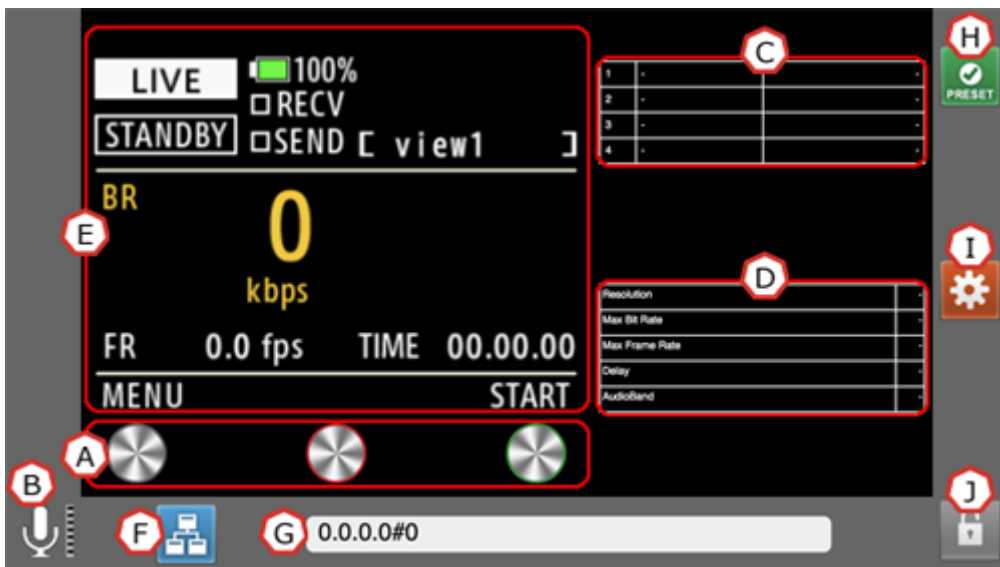 H
C
LIVE 100%
RECV
STANDBY SEND [ view1 ]
1 - -
2 - -
3 - -
4 - -
PRESET
BR
0
kbps
E
I
D
Resolution -
Max Bit Rate -
Max Frame Rate -
Delay -
AudioBand -
FR 0.0 fps TIME 00.00.00
MENU START
A
B
J
F
G 0.0.0.0#0